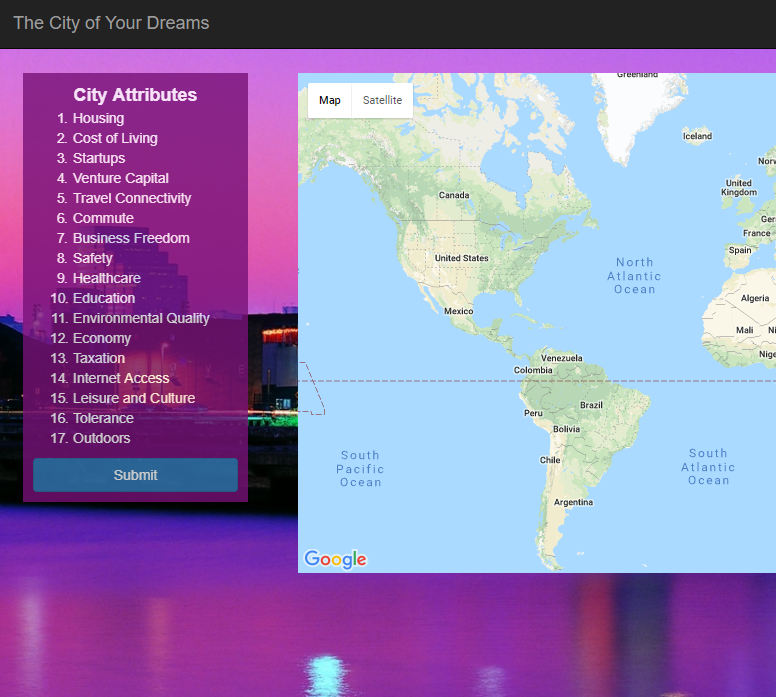 The City of Your Dreams
City Attributes
1. Housing
2. Cost of Living
3. Startups
4. Venture Capital
5. Travel Connectivity
6. Commute
7. Business Freedom
8. Safety
9. Healthcare
10. Education
11. Environmental Quality
12. Economy
13. Taxation
14. Internet Access
15. Leisure and Culture
16. Tolerance
17. Outdoors
Submit
Map Satellite
Greenland
Iceland
Norw
United
Kingdom
Canada
Ger
France
Spain
United States
North
Atlantic
Ocean
Algeria
Mexico
Mali
Ni
Nige
Venezuela
Colombia
Peru
Brazil
Bolivia
South
Pacific
Ocean
Chile
South
Atlantic
Ocean
Argentina
Google